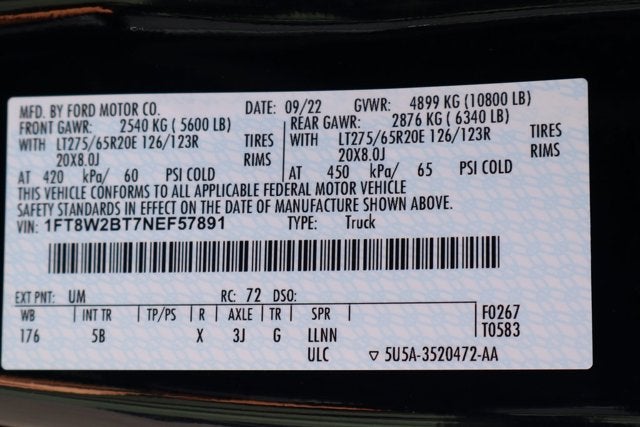 MFD. BY FORD MOTOR CO. DATE: 09/22 GVWR: 4899 KG (10800 LB)
FRONT GAWR: 2540 KG ( 5600 LB) REAR GAWR: 2876 KG ( 6340 LB)
WITH LT275/65R20E 126/123R TIRES WITH LT275/65R20E 126/123R TIRES
20X8.0J RIMS 20X8.0J RIMS
AT 420 kPa/ 60 PSI COLD AT 450 kPa/ 65 PSI COLD
THIS VEHICLE CONFORMS TO ALL APPLICABLE FEDERAL MOTOR VEHICLE
SAFETY STANDARDS IN EFFECT ON THE DATE OF MANUFACTURE SHOWN ABOVE.
VIN: 1FT8W2BT7NEF57891 TYPE: Truck
EXT PNT: UM RC: 72 DSO:
WB | INT TR | TP/PS | R | AXLE | TR | SPR F0267
176 5B X 3J G LLNN T0583
ULC ▽ 5U5A-3520472-AA